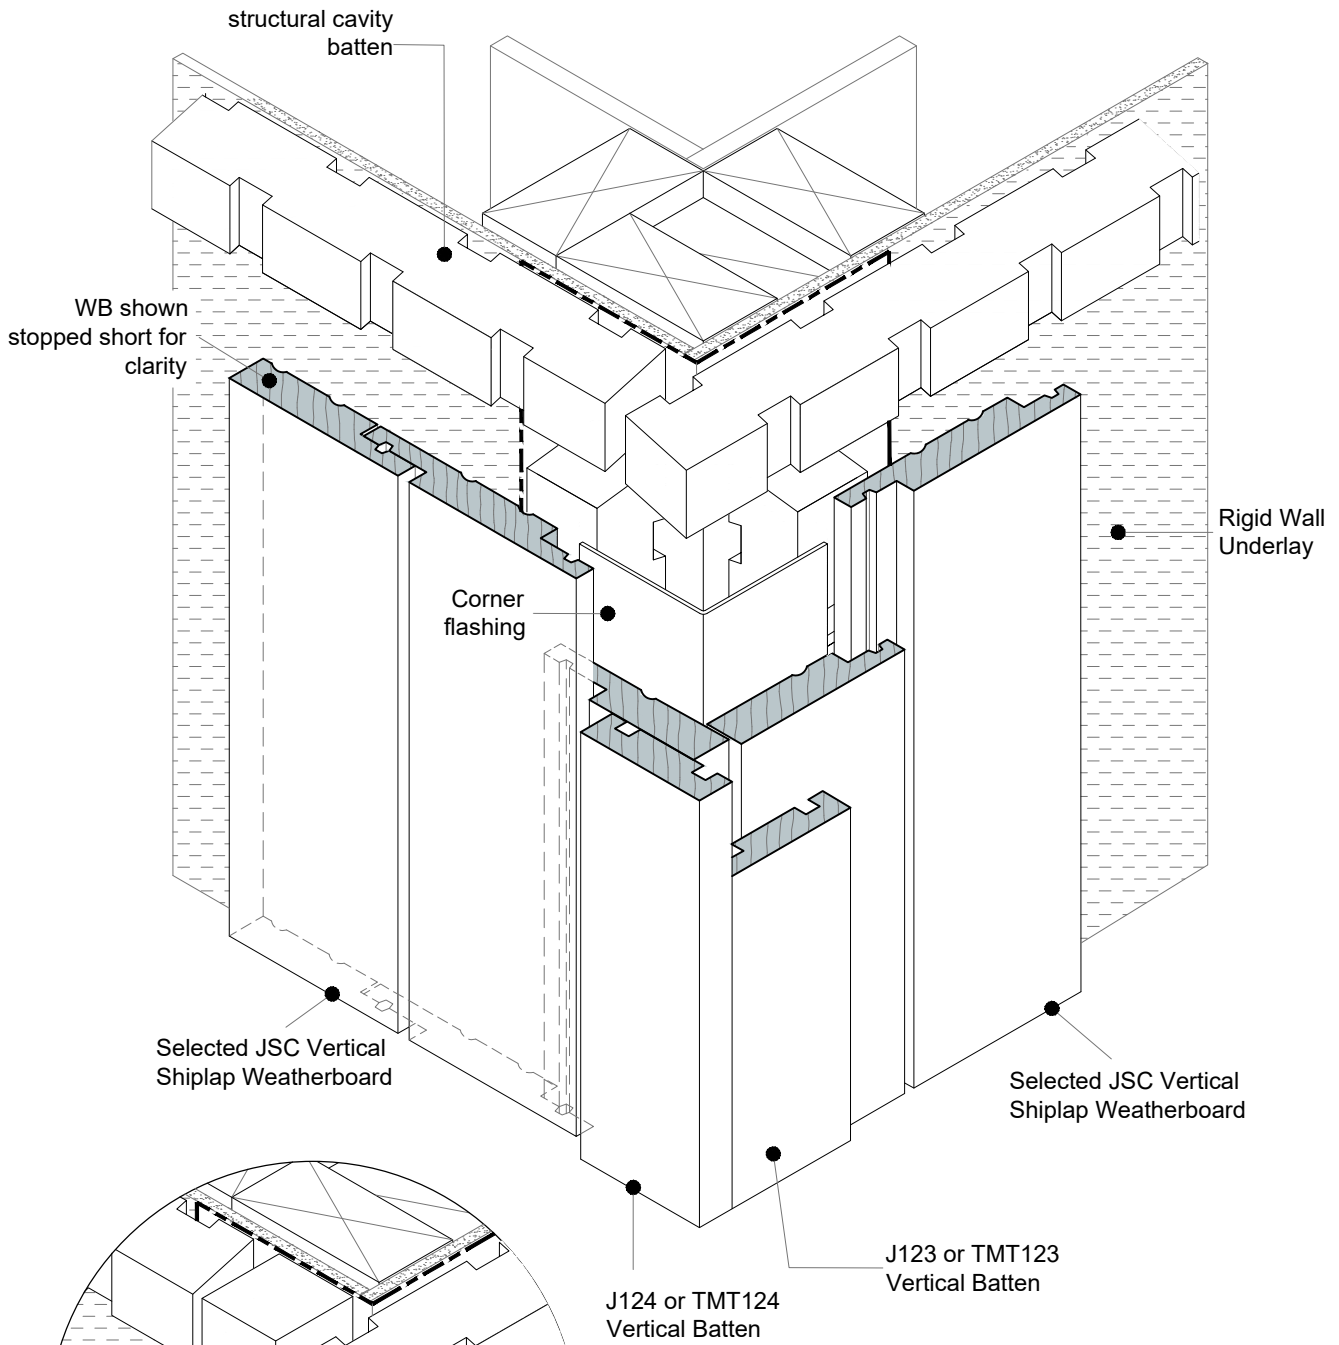 structural cavity
batten
WB shown
stopped short for
clarity
Rigid Wall
Underlay
Corner
flashing
Selected JSC Vertical
Shiplap Weatherboard
Selected JSC Vertical
Shiplap Weatherboard
J123 or TMT123
Vertical Batten
J124 or TMT124
Vertical Batten